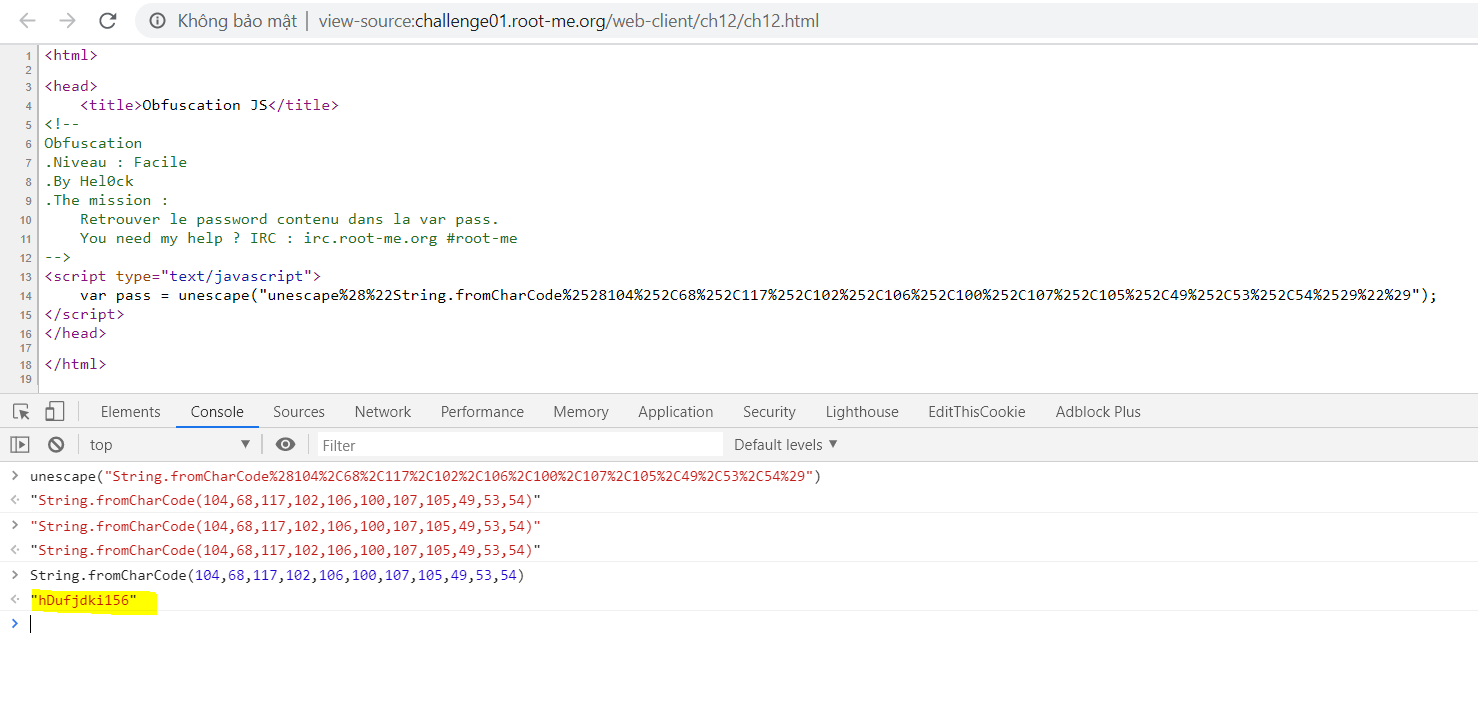 Không bảo mật | view-source:challenge01.root-me.org/web-client/ch12/ch12.html
1 <html>
2
3 <head>
4 <title>Obfuscation JS</title>
5 <!--
6 Obfuscation
7 .Niveau : Facile
8 .By Hel0ck
9 .The mission :
10 Retrouver le password contenu dans la var pass.
11 You need my help ? IRC : irc.root-me.org #root-me
12 -->
13 <script type="text/javascript">
14 var pass = unescape("unescape%28%22String.fromCharCode%2528104%252C68%252C117%252C102%252C106%252C100%252C107%252C105%252C49%252C53%252C54%2529%22%29");
15 </script>
16 </head>
17
18 </html>
19
Elements Console Sources Network Performance Memory Application Security Lighthouse EditThisCookie Adblock Plus
top Filter Default levels
> unescape("String.fromCharCode%28104%2C68%2C117%2C102%2C106%2C100%2C107%2C105%2C49%2C53%2C54%29")
"String.fromCharCode(104,68,117,102,106,100,107,105,49,53,54)"
> "String.fromCharCode(104,68,117,102,106,100,107,105,49,53,54)"
"String.fromCharCode(104,68,117,102,106,100,107,105,49,53,54)"
> String.fromCharCode(104,68,117,102,106,100,107,105,49,53,54)
"hDufjdki156"
>